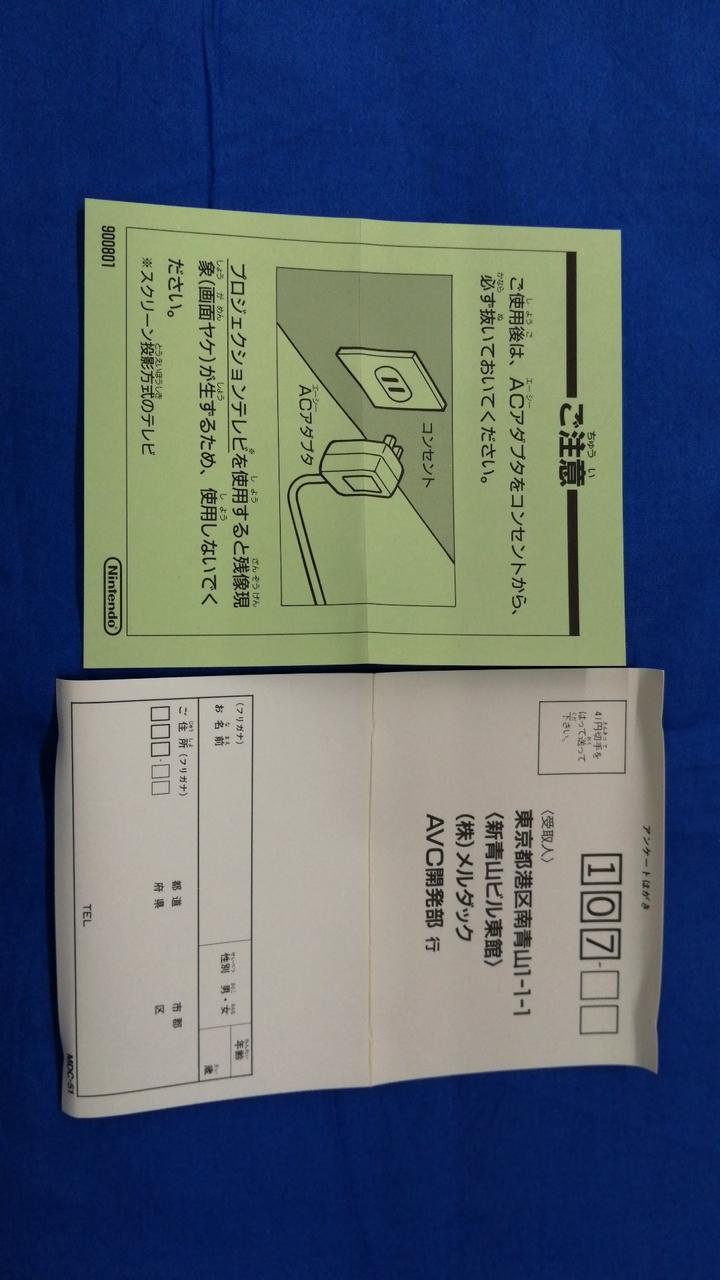 ご注意
ご使用後は、ACアダプタをコンセントから、
必ず抜いておいてください。
コンセント
ACアダプタ
プロジェクションテレビ※を使用すると残像現
象(画面ヤケ)が生ずるため、使用しないでく
ださい。
※スクリーン投影方式のテレビ
900801
Nintendo
アンケートはがき
107-
41円切手を
はって送って
下さい。
〈受取人〉
東京都港区南青山1-1-1
〈新青山ビル東館〉
(株)メルダック
AVC開発部 行
(フリガナ)
お名前
性別 男・女
年齢
歳
ご住所(フリガナ)
都道
府県
市郡
区
TEL
MDC-S1